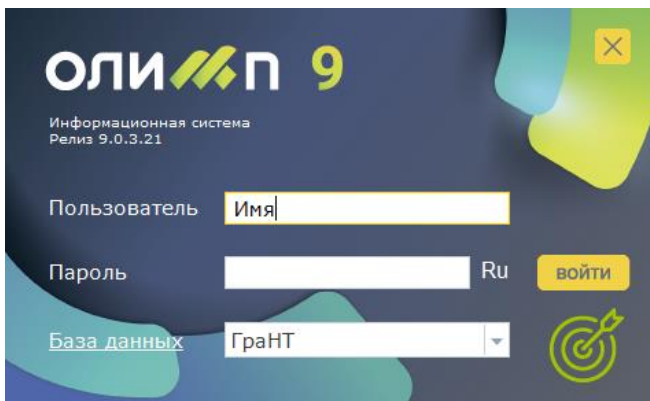 ОЛИМП 9
Информационная система
Релиз 9.0.3.21
Пользователь Имя
Пароль Ru ВОЙТИ
База данных ГраНТ